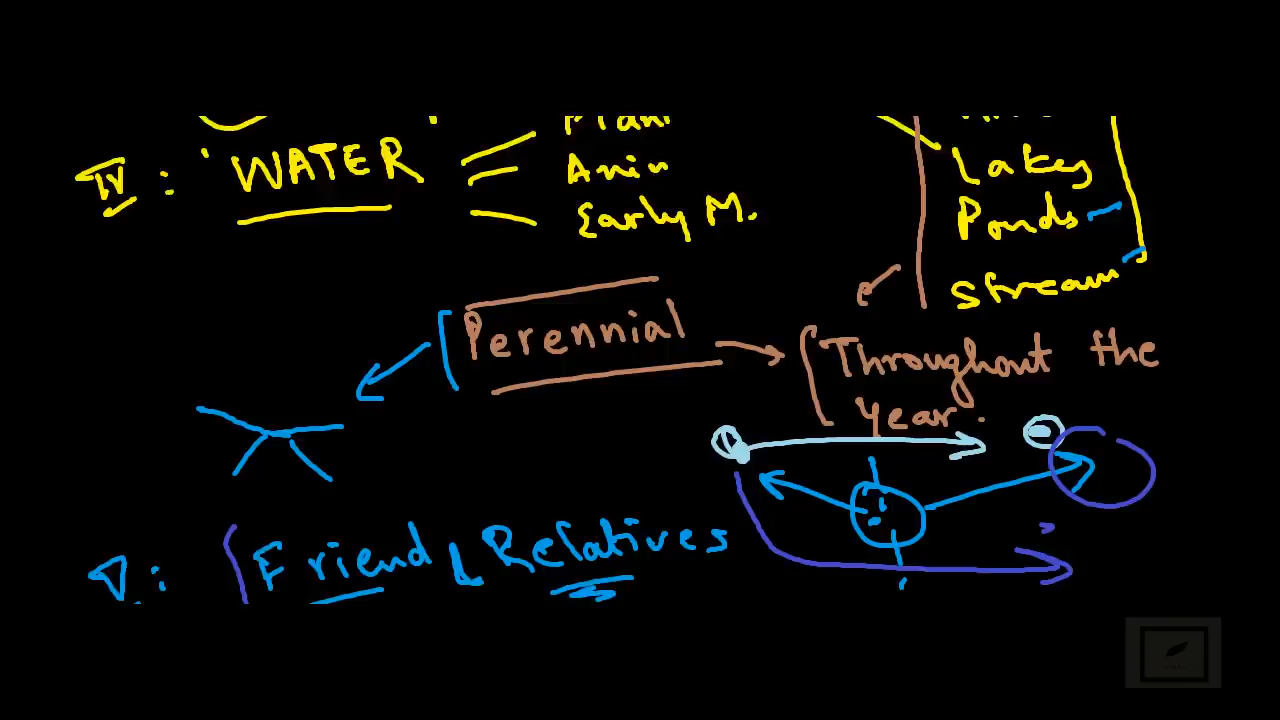 IV : WATER
Anim
Early M.
Lakes
Ponds
Stream
Perennial
Throughout the
Year.
V : Friend & Relatives